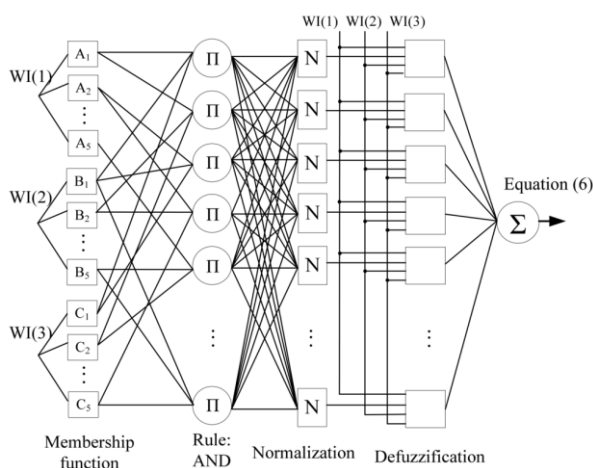 WI(1) WI(2) WI(3)
WI(1)
A1
A2
⋮
A5
WI(2)
B1
B2
⋮
B5
WI(3)
C1
C2
⋮
C5
Π
Π
Π
Π
Π
⋮
Π
N
N
N
N
N
⋮
N
⋮
Equation (6)
Σ
Membership
function
Rule:
AND
Normalization
Defuzzification